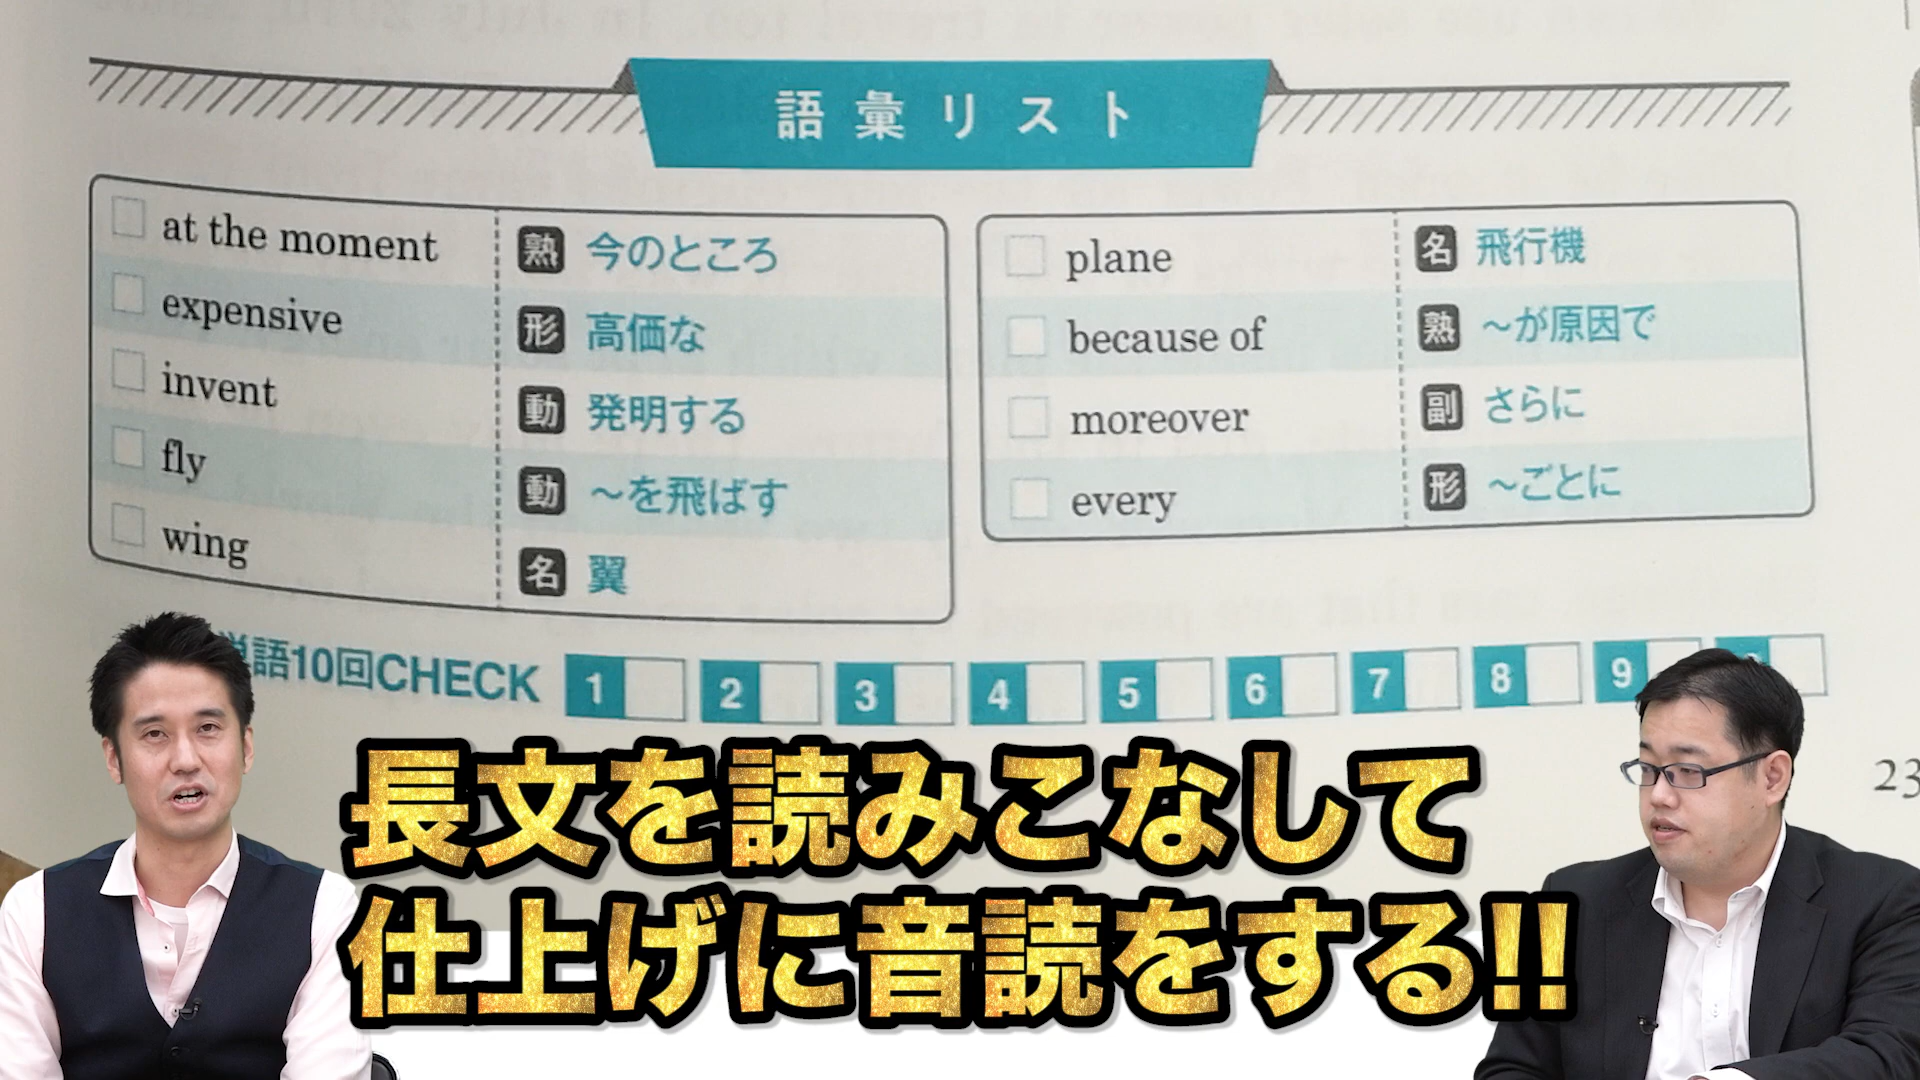 語彙リスト
at the moment 熟 今のところ
expensive 形 高価な
invent 動 発明する
fly 動 ～を飛ばす
wing 名 翼
plane 名 飛行機
because of 熟 ～が原因で
moreover 副 さらに
every 形 ～ごとに
単語10回CHECK 1 2 3 4 5 6 7 8 9
23
長文を読みこなして
仕上げに音読をする!!